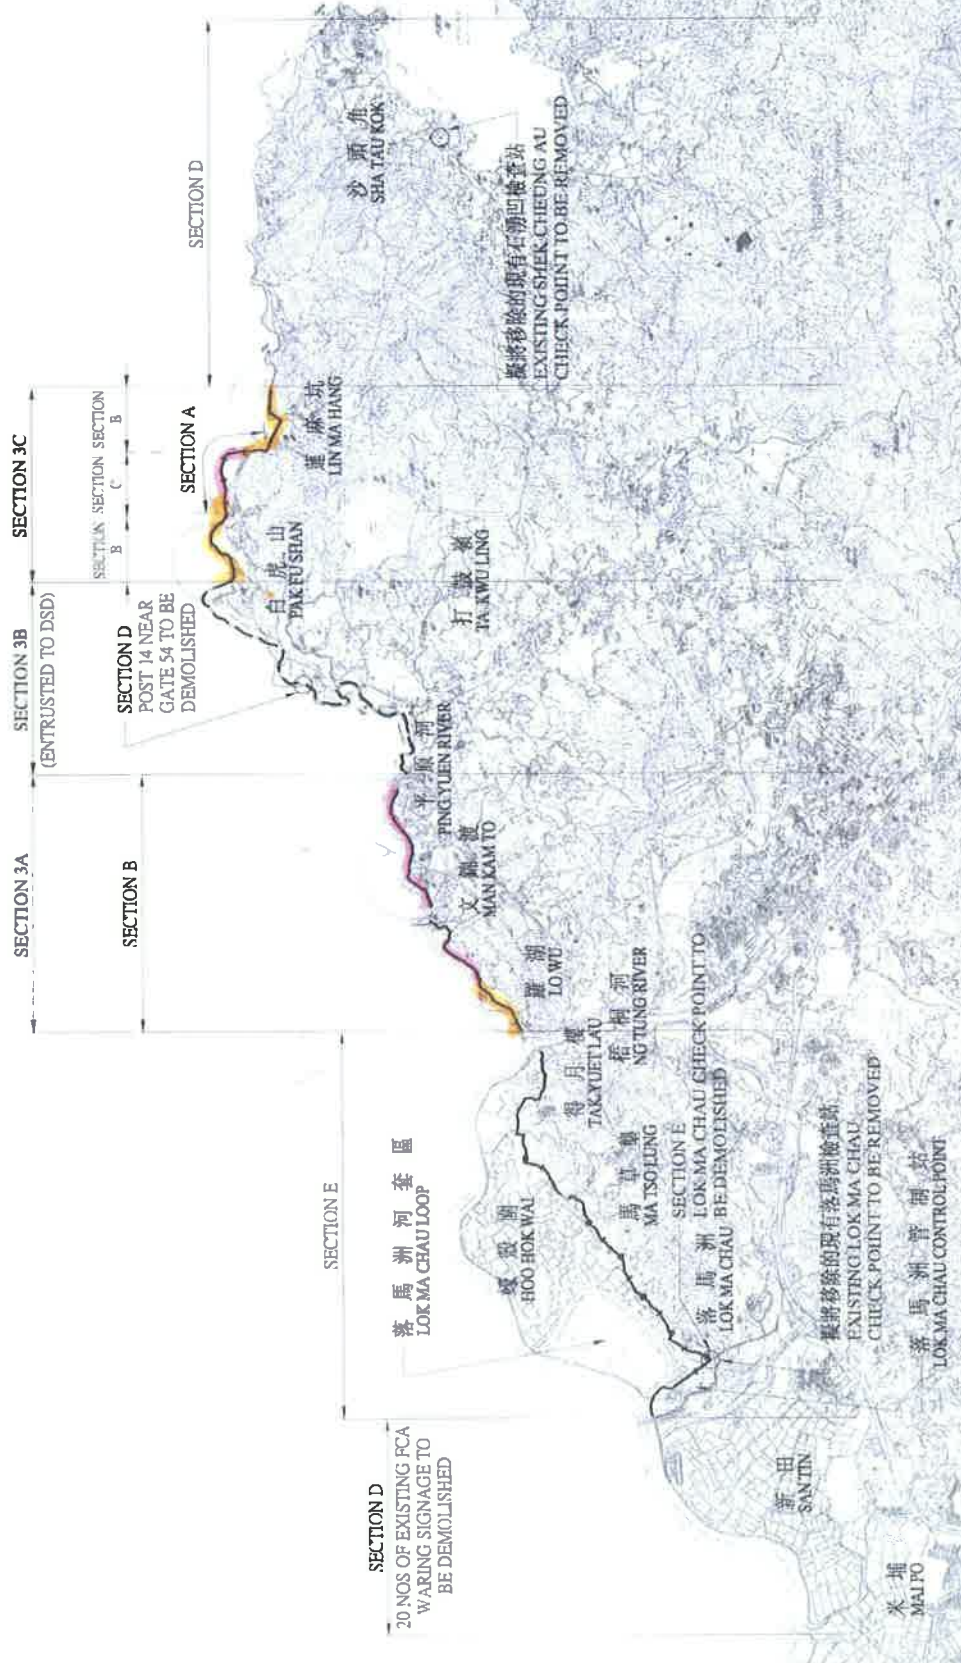 SECTION 3A
SECTION 3B
(ENTRUSTED TO DSD)
SECTION 3C
SECTION B
SECTION D
POST 14 NEAR
GATE 54 TO BE
DEMOLISHED
SECTION
B
SECTION
C
SECTION
B
SECTION A
SECTION D
SECTION E
SECTION D
20 NOS OF EXISTING FCA
WARING SIGNAGE TO
BE DEMOLISHED
落馬洲河套區
LOK MA CHAU LOOP
蠔殼圍
HOO HOK WAI
得月樓
TAK YUET LAU
梧桐河
NG TUNG RIVER
羅湖
LO WU
文錦渡
MAN KAM TO
平原河
PING YUEN RIVER
白虎山
PAK FU SHAN
打鼓嶺
TA KWU LING
蓮麻坑
LIN MA HANG
沙頭角
SHA TAU KOK
擬將移除的現有石涌凹檢查站
EXISTING SHEK CHEUNG AU
CHECK POINT TO BE REMOVED
馬草壟
MA TSO LUNG
SECTION E
LOK MA CHAU CHECK POINT TO
BE DEMOLISHED
落馬洲
LOK MA CHAU
擬將移除的現有落馬洲檢查站
EXISTING LOK MA CHAU
CHECK POINT TO BE REMOVED
落馬洲管制站
LOK MA CHAU CONTROL POINT
新田
SAN TIN
米埔
MAI PO